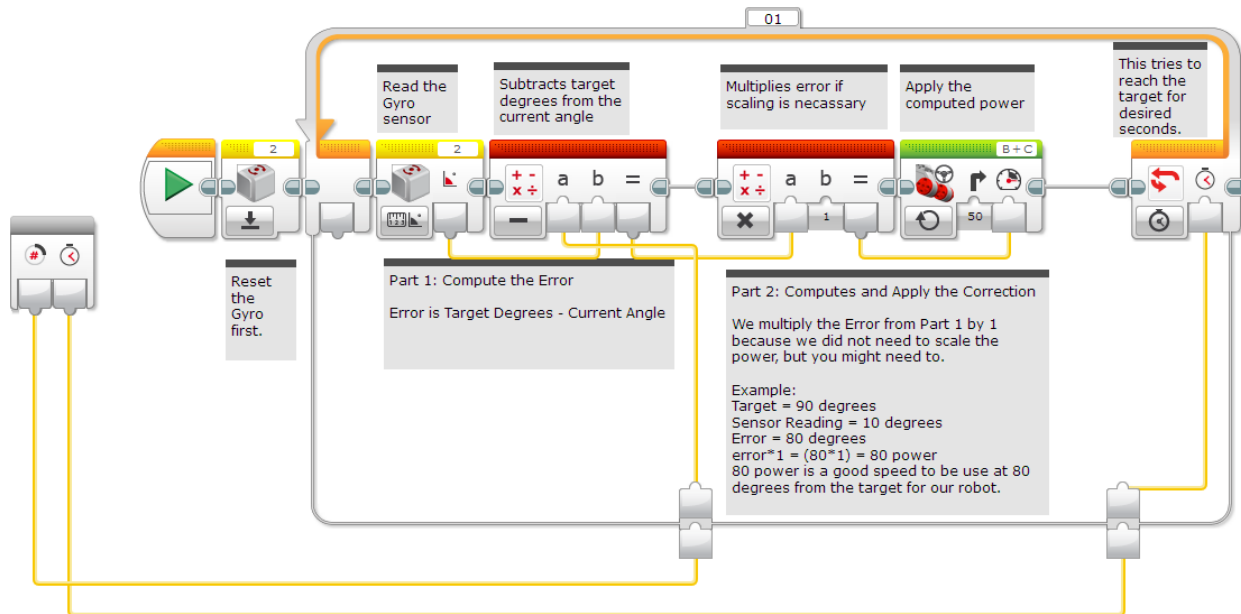 01
Read the
Gyro
sensor
Subtracts target
degrees from the
current angle
Multiplies error if
scaling is necassary
Apply the
computed power
This tries to
reach the
target for
desired
seconds.
2
2
B+C
a b =
a b =
1
50
#
1 2 3
Reset
the
Gyro
first.
Part 1: Compute the Error
Error is Target Degrees - Current Angle
Part 2: Computes and Apply the Correction
We multiply the Error from Part 1 by 1
because we did not need to scale the
power, but you might need to.
Example:
Target = 90 degrees
Sensor Reading = 10 degrees
Error = 80 degrees
error*1 = (80*1) = 80 power
80 power is a good speed to be use at 80
degrees from the target for our robot.